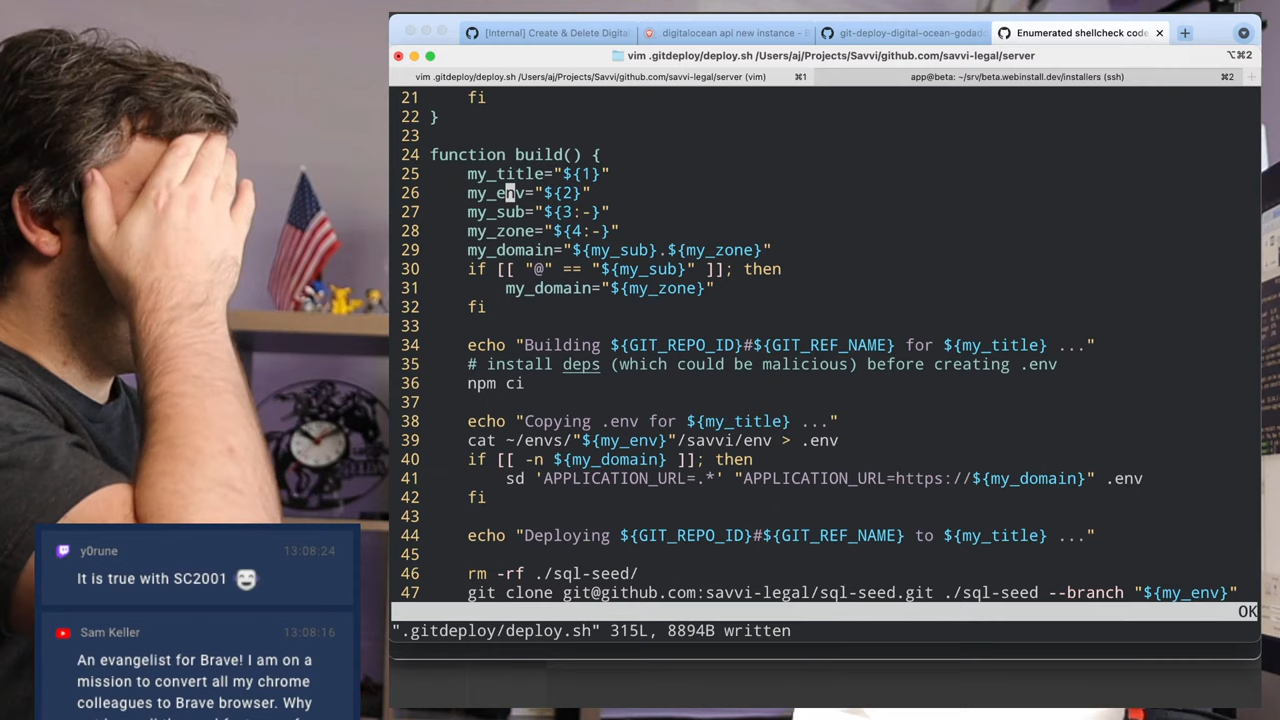 [Internal] Create & Delete Digita
digitalocean api new instance - B
git-deploy-digital-ocean-godad
Enumerated shellcheck code
vim .gitdeploy/deploy.sh /Users/aj/Projects/Savvi/github.com/savvi-legal/server
⌥⌘2
vim .gitdeploy/deploy.sh /Users/aj/Projects/Savvi/github.com/savvi-legal/server (vim)
⌘1
app@beta: ~/srv/beta.webinstall.dev/installers (ssh)
⌘2
21 fi
22 }
23
24 function build() {
25 my_title="${1}"
26 my_env="${2}"
27 my_sub="${3:-}"
28 my_zone="${4:-}"
29 my_domain="${my_sub}.${my_zone}"
30 if [[ "@" == "${my_sub}" ]]; then
31 my_domain="${my_zone}"
32 fi
33
34 echo "Building ${GIT_REPO_ID}#${GIT_REF_NAME} for ${my_title} ..."
35 # install deps (which could be malicious) before creating .env
36 npm ci
37
38 echo "Copying .env for ${my_title} ..."
39 cat ~/envs/"${my_env}"/savvi/env > .env
40 if [[ -n ${my_domain} ]]; then
41 sd 'APPLICATION_URL=.*' "APPLICATION_URL=https://${my_domain}" .env
42 fi
43
44 echo "Deploying ${GIT_REPO_ID}#${GIT_REF_NAME} to ${my_title} ..."
45
46 rm -rf ./sql-seed/
47 git clone git@github.com:savvi-legal/sql-seed.git ./sql-seed --branch "${my_env}"
OK
".gitdeploy/deploy.sh" 315L, 8894B written
y0rune 13:08:24
It is true with SC2001
Sam Keller 13:08:16
An evangelist for Brave! I am on a
mission to convert all my chrome
colleagues to Brave browser. Why